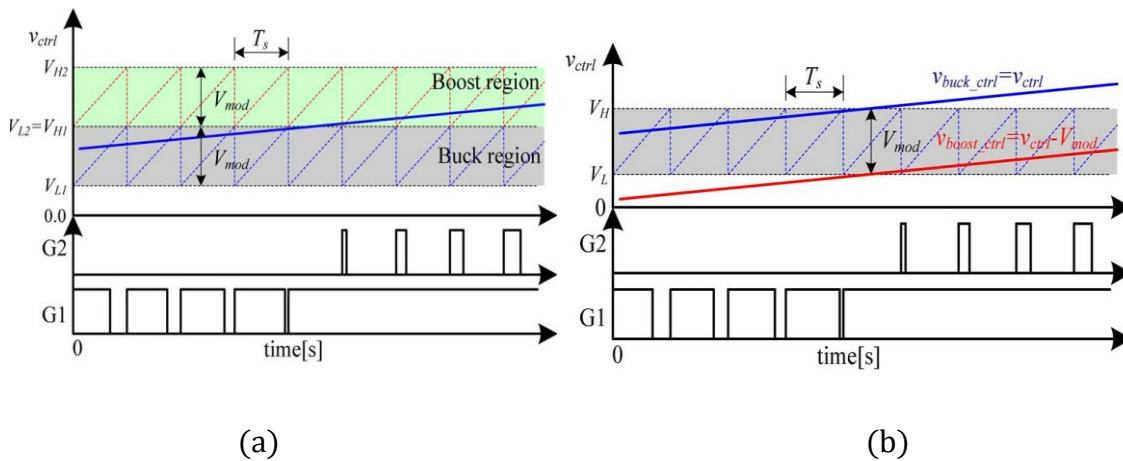 v_ctrl
T_s
V_H2
Boost region
V_mod
V_L2=V_H1
V_mod
Buck region
V_L1
0.0
G2
G1
0
time[s]
(a)
v_ctrl
T_s
v_buck_ctrl=v_ctrl
V_H
V_mod
v_boost_ctrl=v_ctrl-V_mod
V_L
0
G2
G1
0
time[s]
(b)